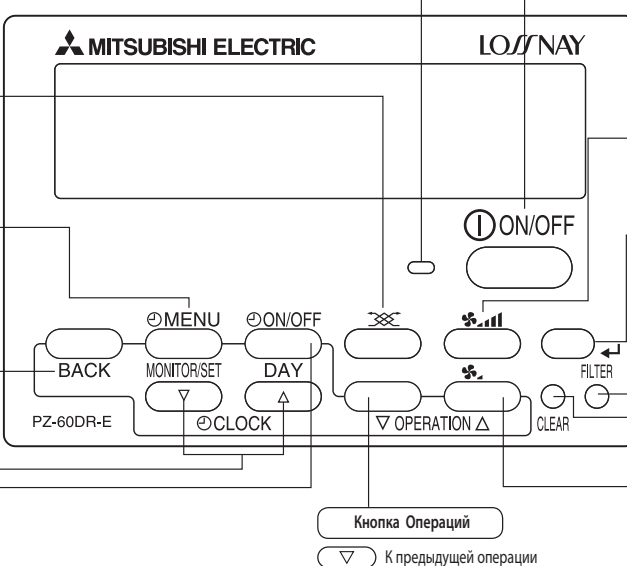 MITSUBISHI ELECTRIC
LOSSNAY
ON/OFF
MENU
ON/OFF
BACK
MONITOR/SET
DAY
FILTER
PZ-60DR-E
CLOCK
▽ OPERATION △
CLEAR
Кнопка Операций
К предыдущей операции